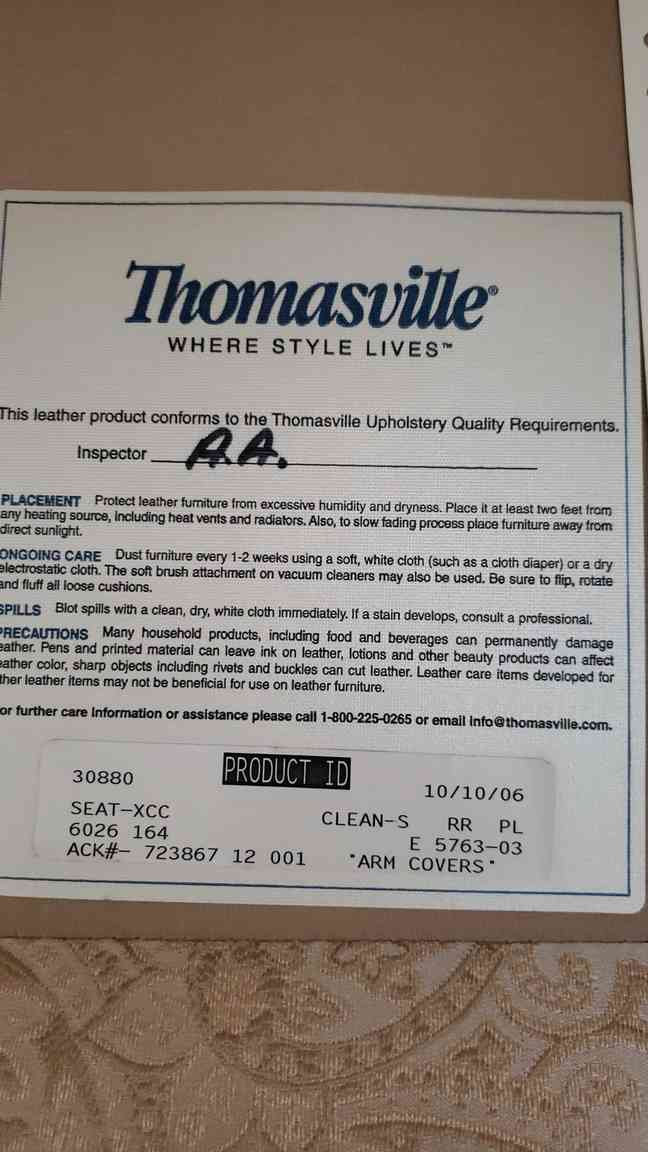 Thomasville®
WHERE STYLE LIVES™
This leather product conforms to the Thomasville Upholstery Quality Requirements.
Inspector A.A.
PLACEMENT Protect leather furniture from excessive humidity and dryness. Place it at least two feet from
any heating source, including heat vents and radiators. Also, to slow fading process place furniture away from
direct sunlight.
ONGOING CARE Dust furniture every 1-2 weeks using a soft, white cloth (such as a cloth diaper) or a dry
electrostatic cloth. The soft brush attachment on vacuum cleaners may also be used. Be sure to flip, rotate
and fluff all loose cushions.
SPILLS Blot spills with a clean, dry, white cloth immediately. If a stain develops, consult a professional.
PRECAUTIONS Many household products, including food and beverages can permanently damage
eather. Pens and printed material can leave ink on leather, lotions and other beauty products can affect
eather color, sharp objects including rivets and buckles can cut leather. Leather care items developed for
ther leather items may not be beneficial for use on leather furniture.
or further care information or assistance please call 1-800-225-0265 or email info@thomasville.com.
PRODUCT ID
30880 10/10/06
SEAT-XCC CLEAN-S RR PL
6026 164 E 5763-03
ACK#- 723867 12 001 "ARM COVERS"